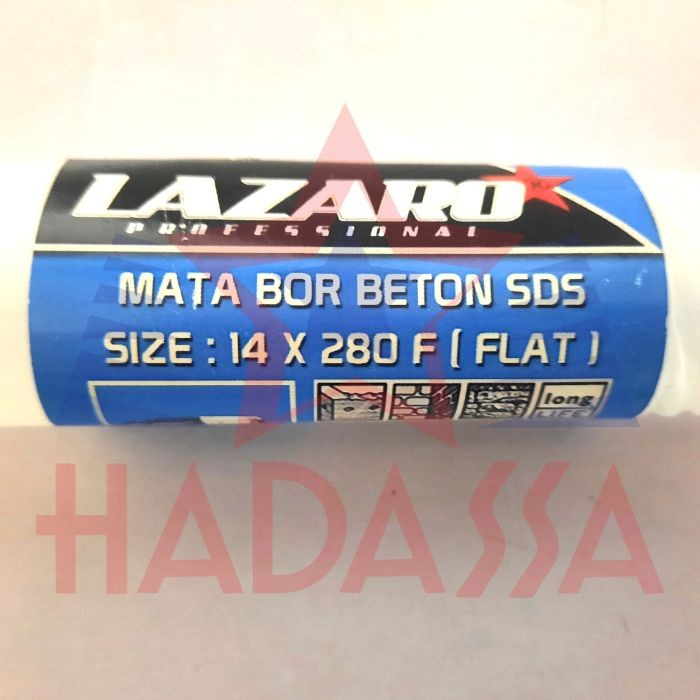 LAZARO
PROFESSIONAL
MATA BOR BETON SDS
SIZE : 14 X 280 F ( FLAT )
long
LIFE
HADASSA